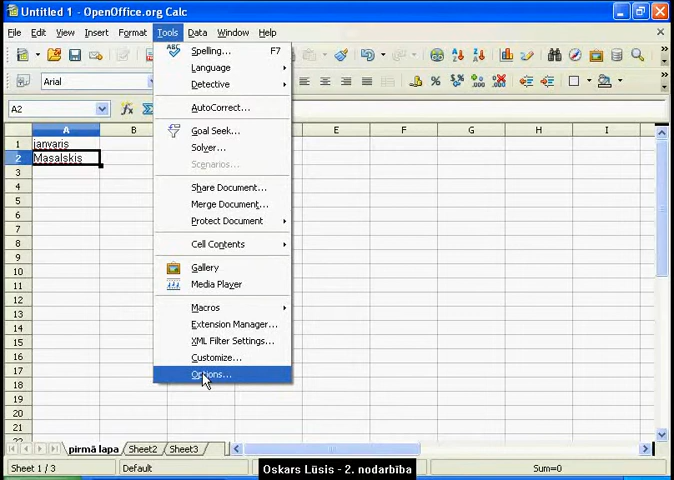 Untitled 1 - OpenOffice.org Calc
File Edit View Insert Format Tools Data Window Help
ABC
Spelling... F7
Language
Detective
AutoCorrect...
Goal Seek...
Solver...
Scenarios...
Share Document...
Merge Document...
Protect Document
Cell Contents
Gallery
Media Player
Macros
Extension Manager...
XML Filter Settings...
Customize...
Options...
Arial
A2
A B E F G H I
1 janvaris
2 Masaļskis
3
4
5
6
7
8
9
10
11
12
13
14
15
16
17
18
19
20
21
22
pirmā lapa Sheet2 Sheet3
Sheet 1 / 3 Default Sum=0
Oskars Lūsis - 2. nodarbība